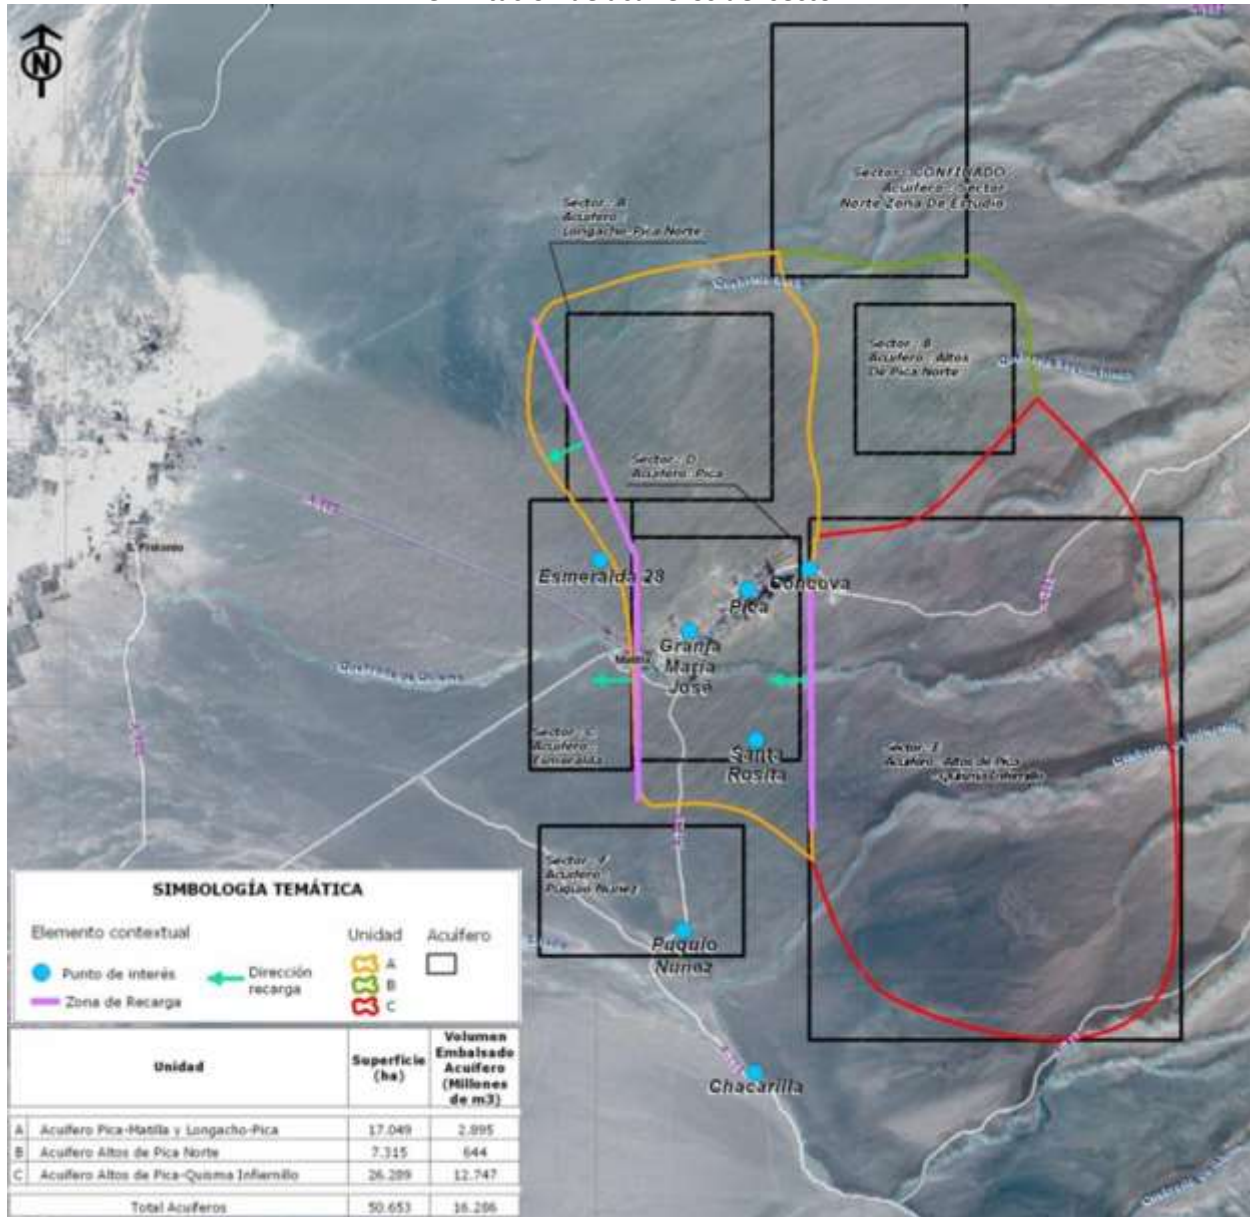 N
Sector : CONFINADO
Acuífero : Sector
Norte Zona De Estudio
Sector : A
Acuífero :
Longacho-Pica Norte
Sector : B
Acuífero : Altos
De Pica Norte
Sector : D
Acuífero : Pica
Esmeralda 28
Concova
Pica
Granja
María
José
Matilla
Santa
Rosita
Sector : C
Acuífero :
Esmeralda
Sector : E
Acuífero : Altos de Pica
Quisma Infiernillo
Sector : F
Acuífero :
Puquio Núñez
Puquio
Núñez
Chacarilla
SIMBOLOGÍA TEMÁTICA
Elemento contextual
Unidad
Acuífero
Punto de interés
Dirección
recarga
Zona de Recarga
A
B
C
Unidad
Superficie
(ha)
Volumen
Embalsado
Acuífero
(Millones
de m3)
A Acuífero Pica-Matilla y Longacho-Pica 17.049 2.895
B Acuífero Altos de Pica Norte 7.315 644
C Acuífero Altos de Pica-Quisma Infiernillo 26.289 12.747
Total Acuíferos 50.653 16.286